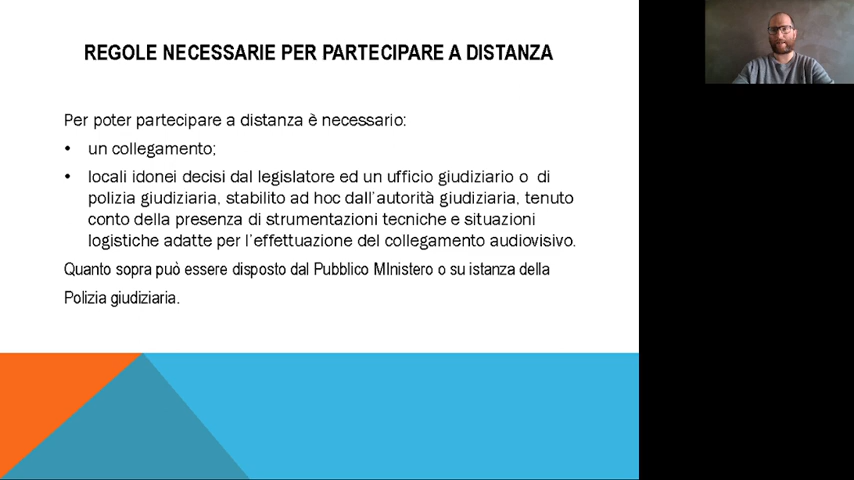 REGOLE NECESSARIE PER PARTECIPARE A DISTANZA
Per poter partecipare a distanza è necessario:
• un collegamento;
• locali idonei decisi dal legislatore ed un ufficio giudiziario o di
polizia giudiziaria, stabilito ad hoc dall'autorità giudiziaria, tenuto
conto della presenza di strumentazioni tecniche e situazioni
logistiche adatte per l'effettuazione del collegamento audiovisivo.
Quanto sopra può essere disposto dal Pubblico MInistero o su istanza della
Polizia giudiziaria.